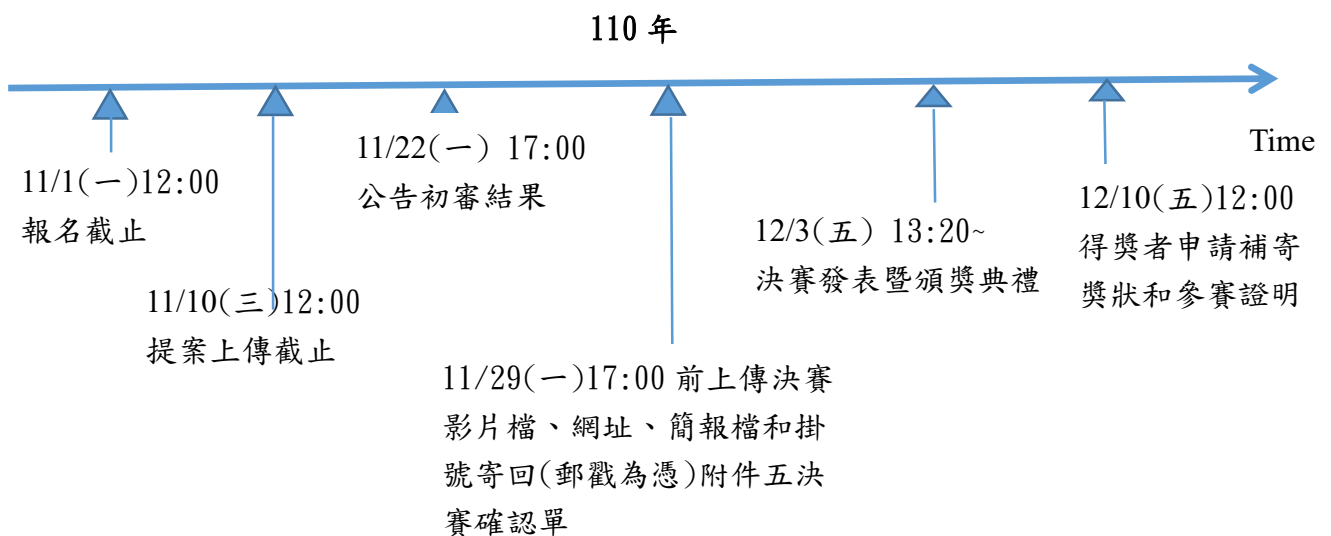 110 年
Time
11/1(一)12:00
報名截止
11/10(三)12:00
提案上傳截止
11/22(一) 17:00
公告初審結果
11/29(一)17:00 前上傳決賽
影片檔、網址、簡報檔和掛
號寄回(郵戳為憑)附件五決
賽確認單
12/3(五) 13:20~
決賽發表暨頒獎典禮
12/10(五)12:00
得獎者申請補寄
獎狀和參賽證明